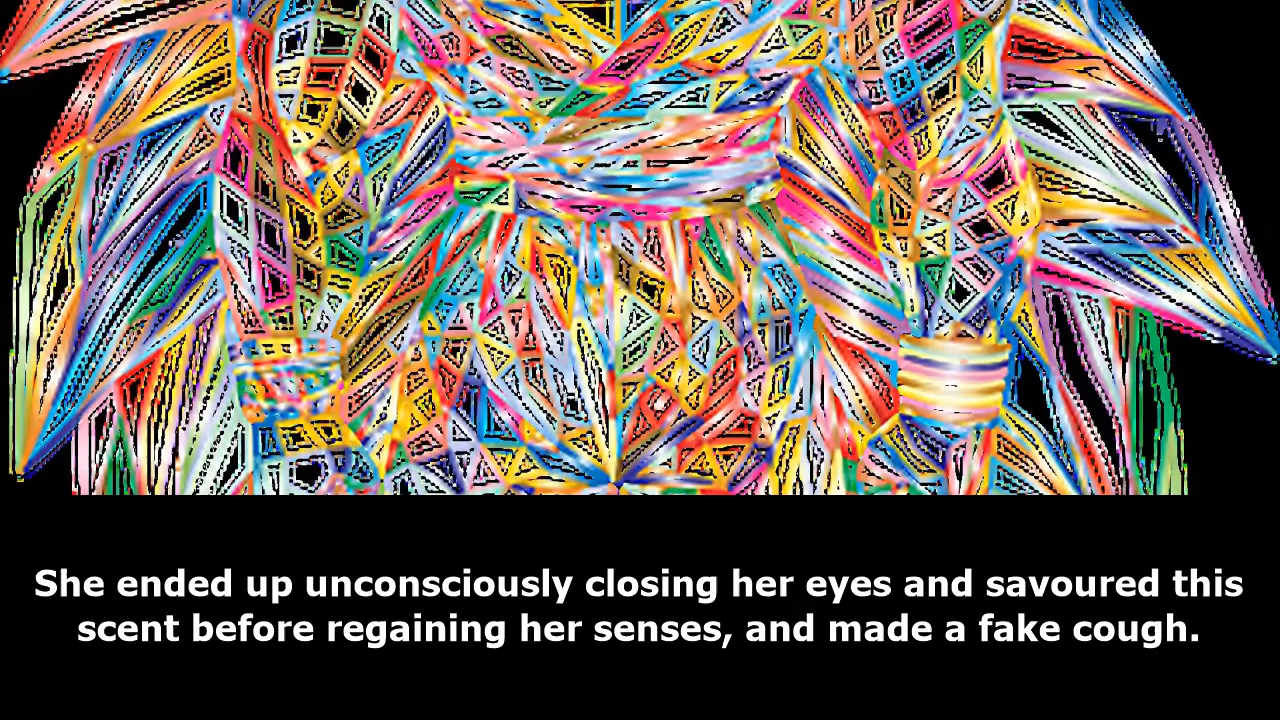 She ended up unconsciously closing her eyes and savoured this
scent before regaining her senses, and made a fake cough.